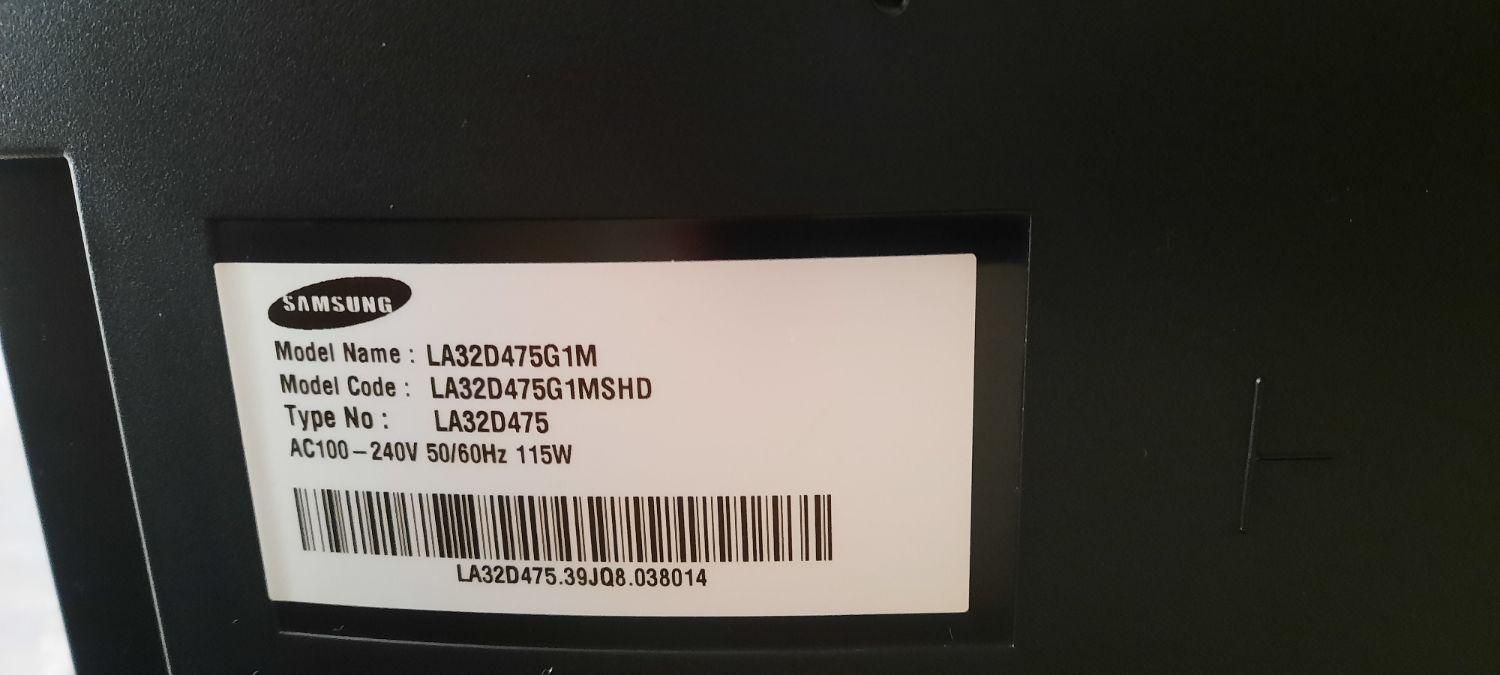 SAMSUNG
Model Name : LA32D475G1M
Model Code : LA32D475G1MSHD
Type No : LA32D475
AC100-240V 50/60Hz 115W
LA32D475.39JQ8.038014